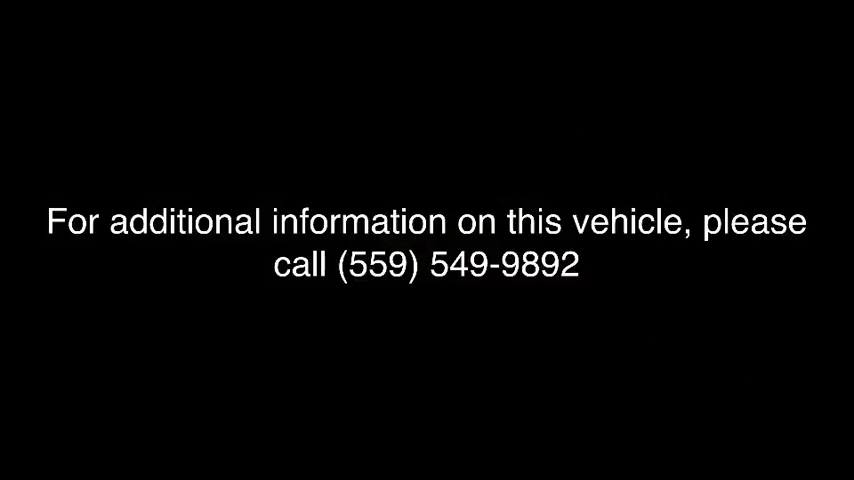 For additional information on this vehicle, please
call (559) 549-9892